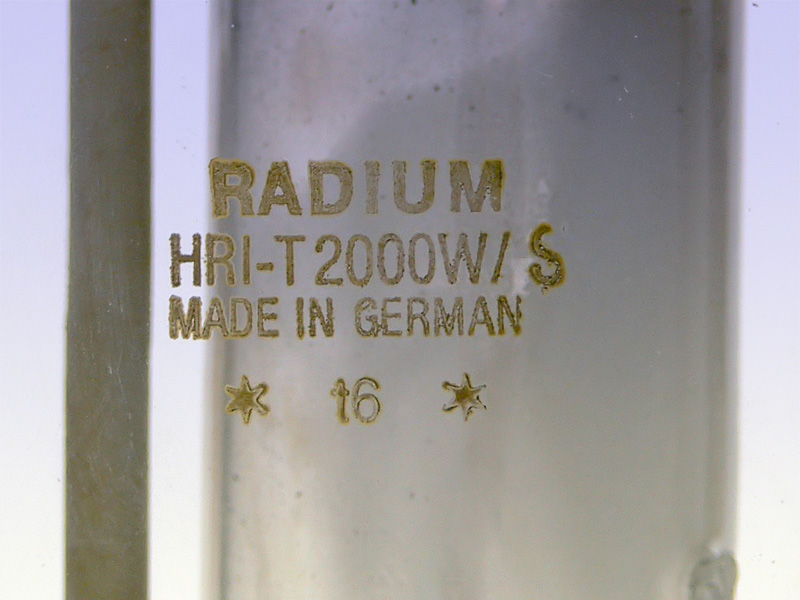 RADIUM
HRI-T2000W/S
MADE IN GERMAN
* t6 *